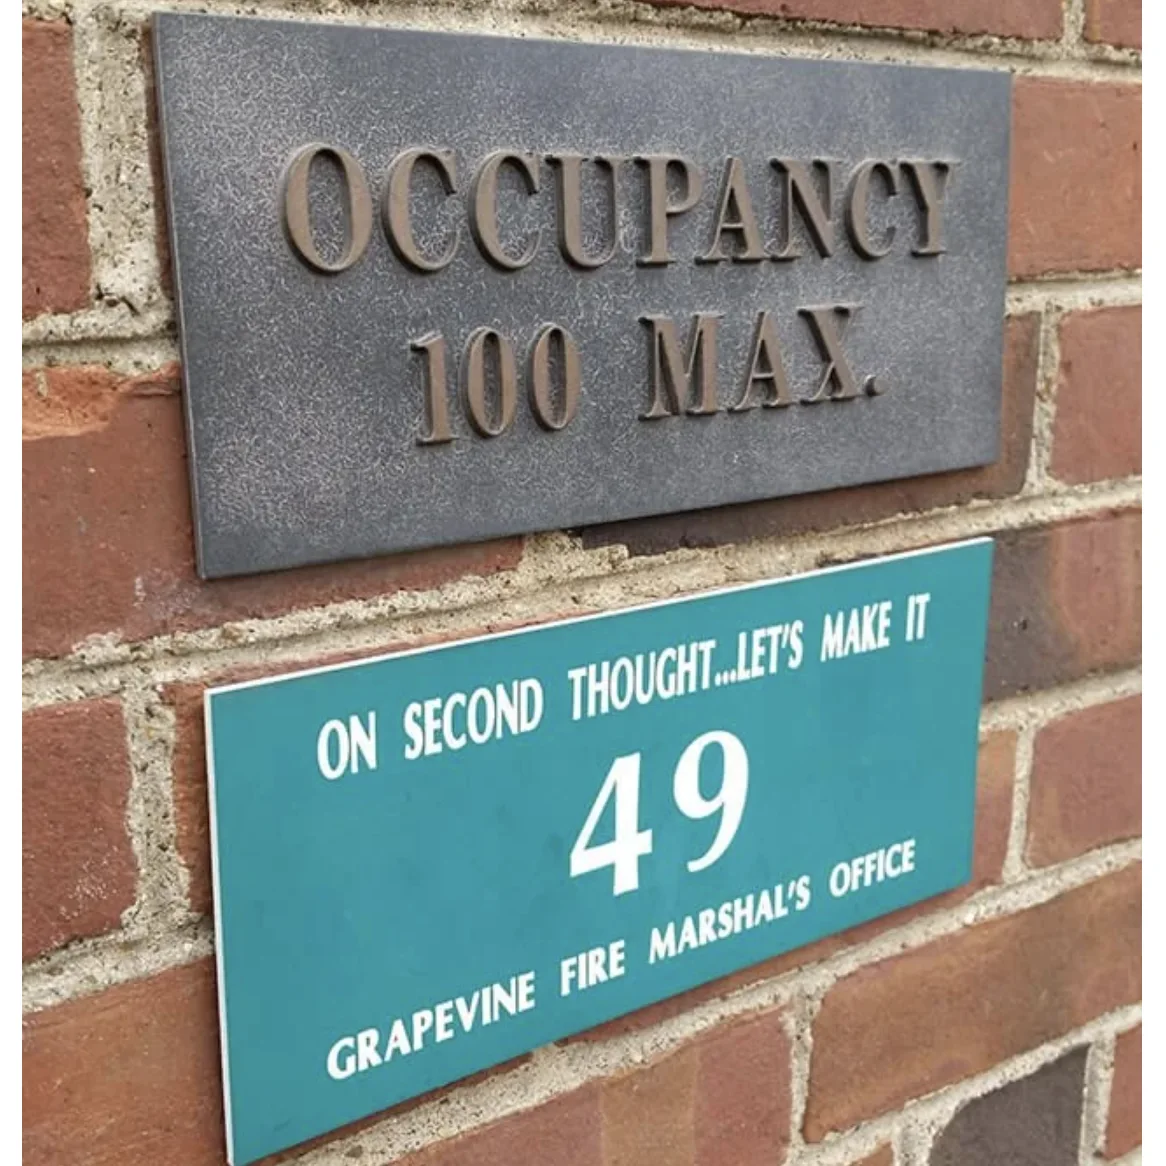 OCCUPANCY
100 MAX.
ON SECOND THOUGHT...LET'S MAKE IT
49
GRAPEVINE FIRE MARSHAL'S OFFICE